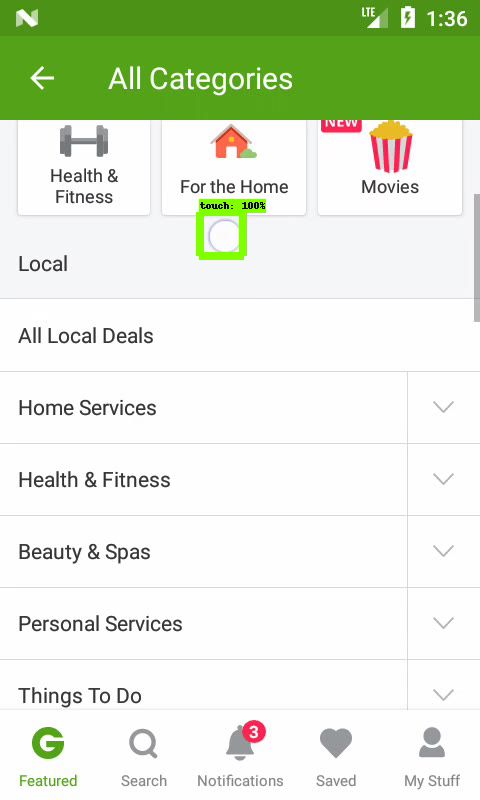 LTE 1:36
All Categories
NEW
Health &
Fitness
For the Home
Movies
touch: 100%
Local
All Local Deals
Home Services
Health & Fitness
Beauty & Spas
Personal Services
Things To Do
3
Featured
Search
Notifications
Saved
My Stuff